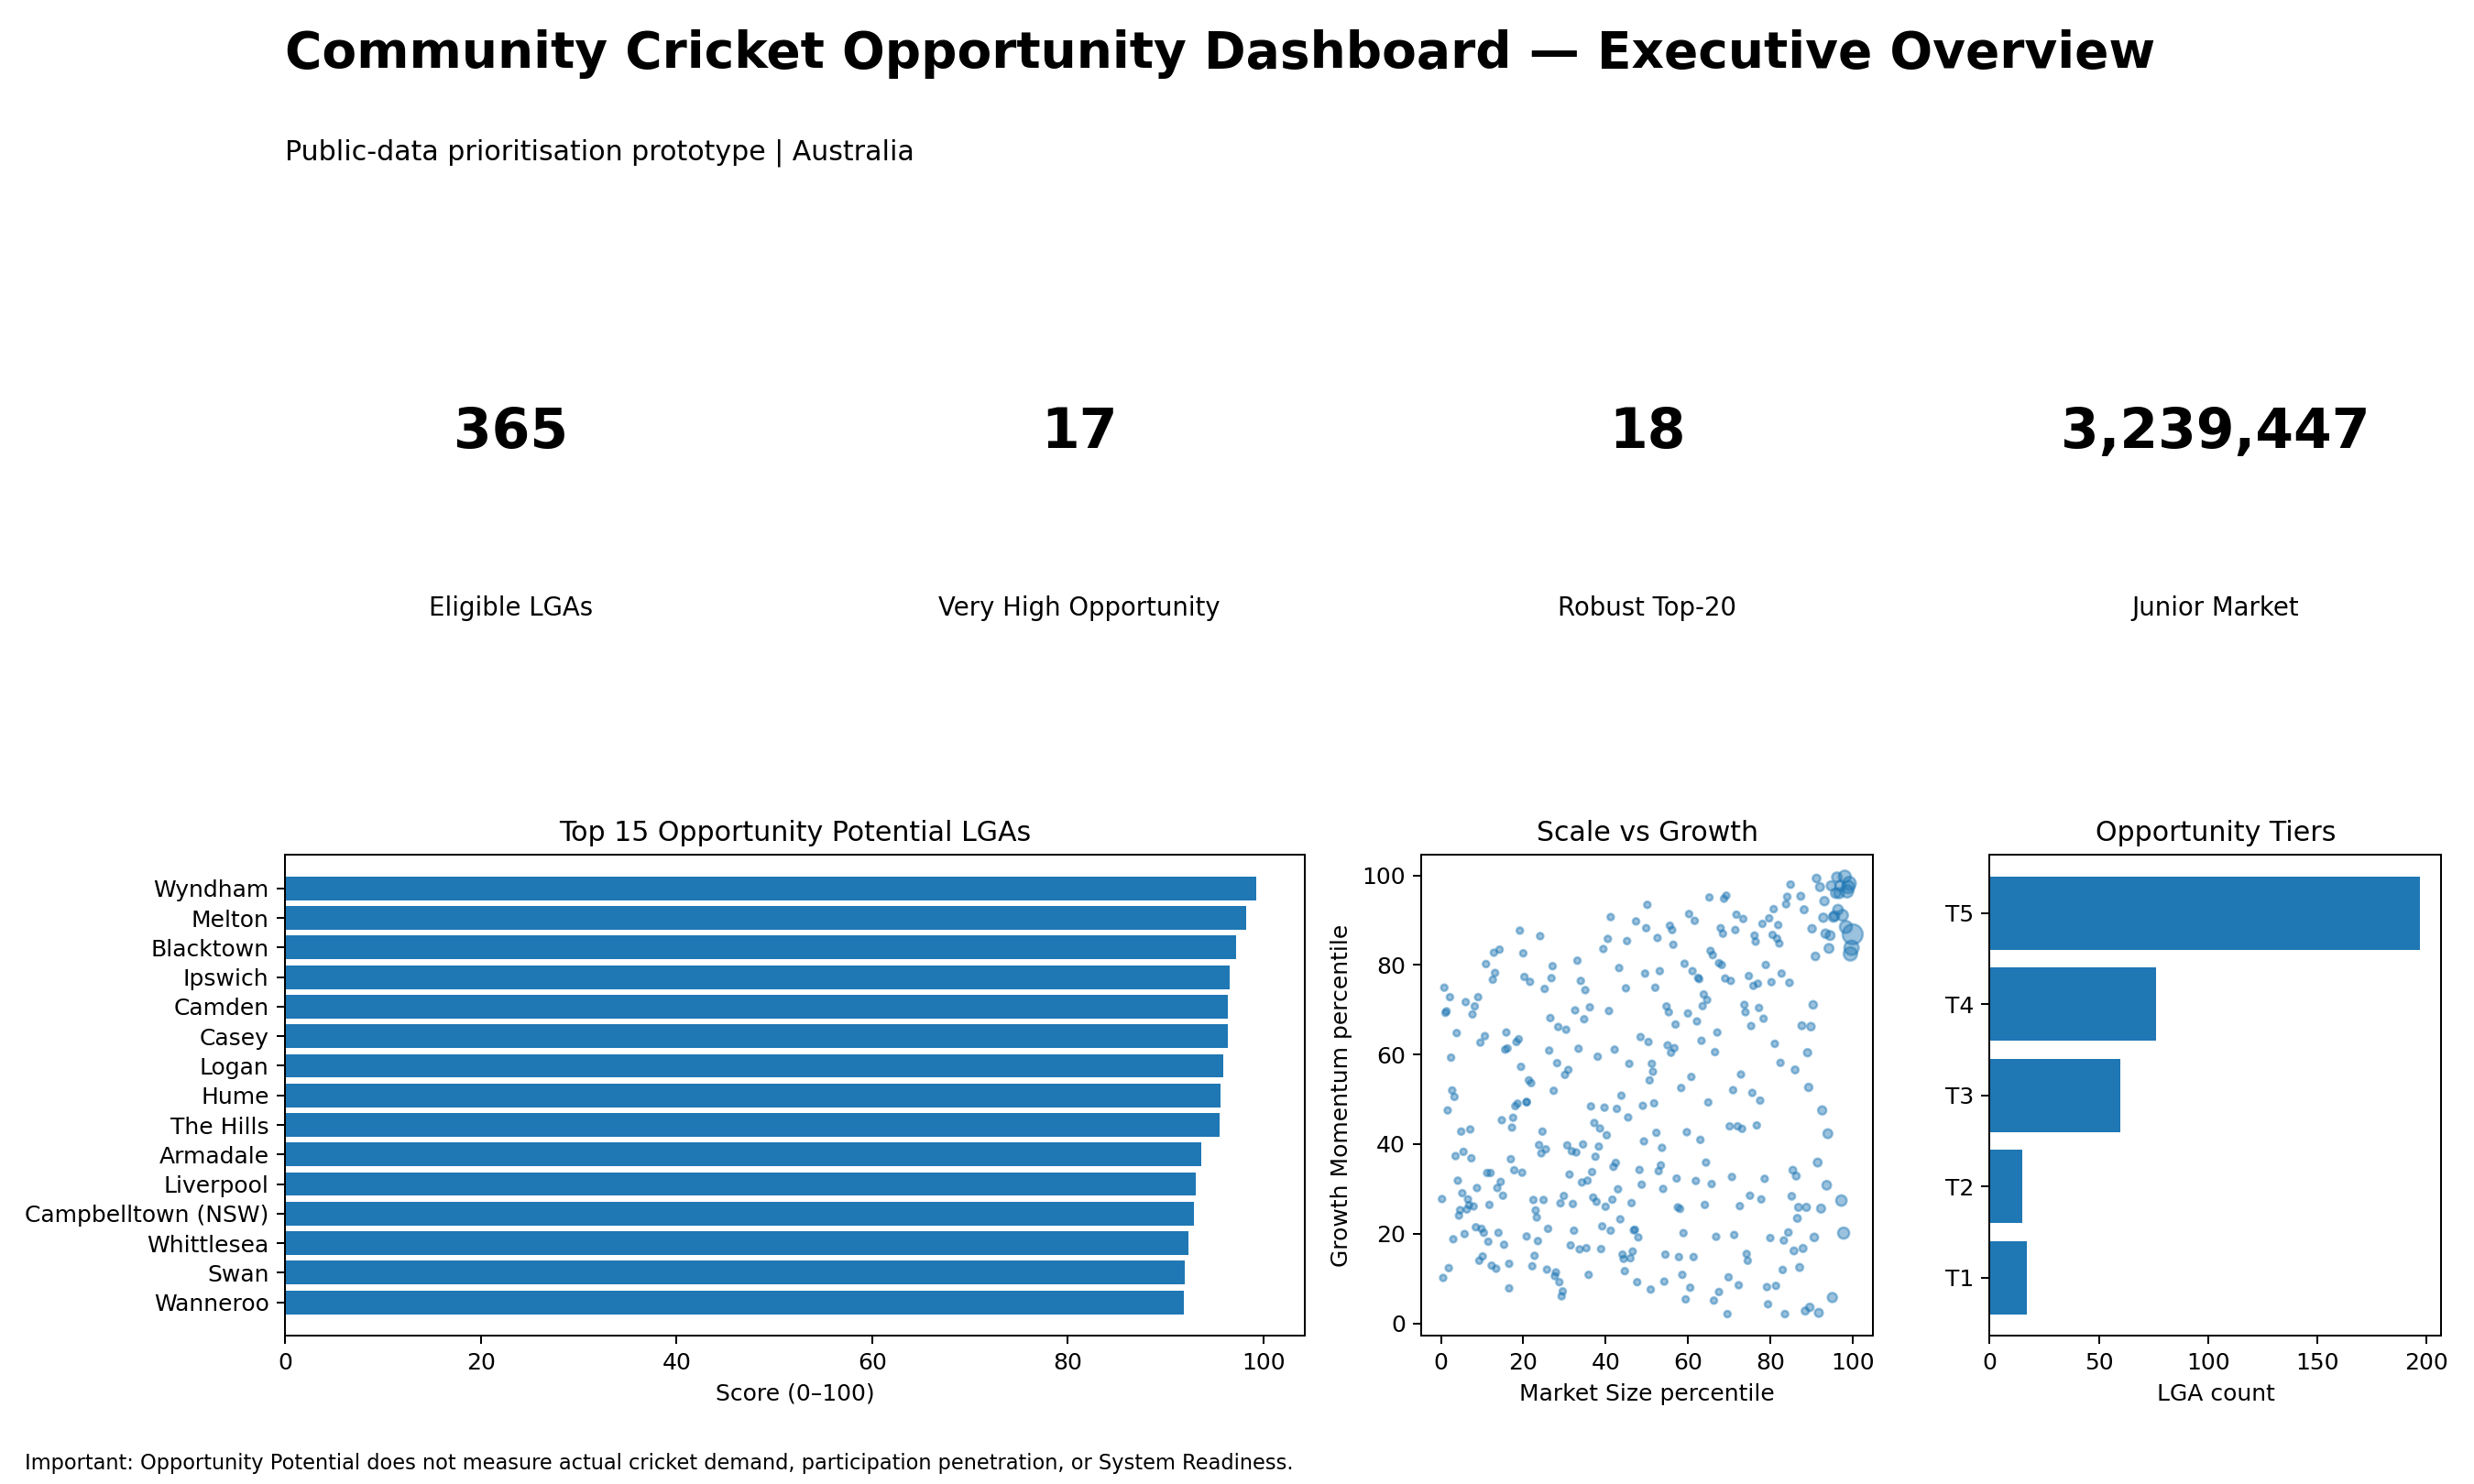 Community Cricket Opportunity Dashboard — Executive Overview
Public-data prioritisation prototype | Australia
365
17
18
3,239,447
Eligible LGAs
Very High Opportunity
Robust Top-20
Junior Market
Top 15 Opportunity Potential LGAs
Wyndham
Melton
Blacktown
Ipswich
Camden
Casey
Logan
Hume
The Hills
Armadale
Liverpool
Campbelltown (NSW)
Whittlesea
Swan
Wanneroo
0 20 40 60 80 100
Score (0–100)
Scale vs Growth
Growth Momentum percentile
100
80
60
40
20
0
0 20 40 60 80 100
Market Size percentile
Opportunity Tiers
T5
T4
T3
T2
T1
0 50 100 150 200
LGA count
Important: Opportunity Potential does not measure actual cricket demand, participation penetration, or System Readiness.